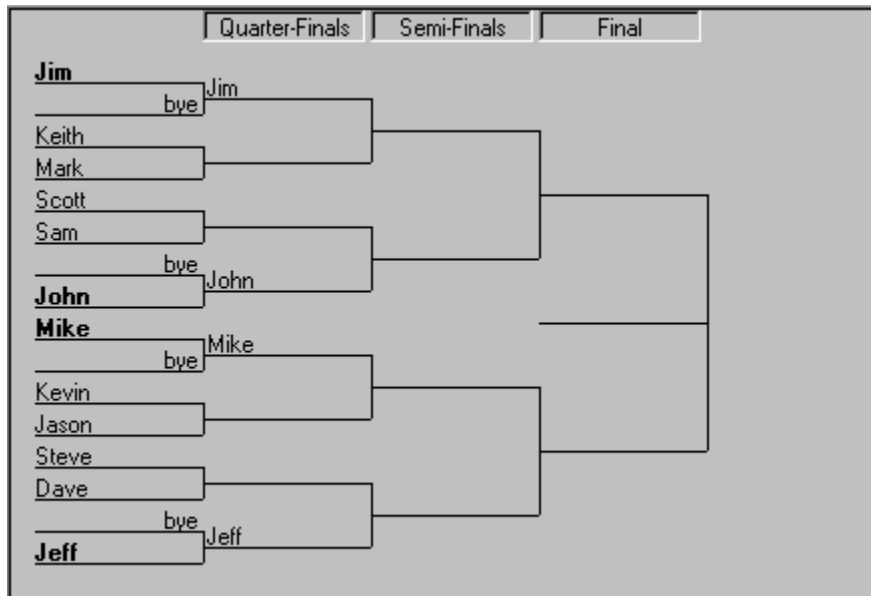 Quarter-Finals Semi-Finals Final
Jim
Jim
bye
Keith
Mark
Scott
Sam
bye
John
John
Mike
Mike
bye
Kevin
Jason
Steve
Dave
bye
Jeff
Jeff